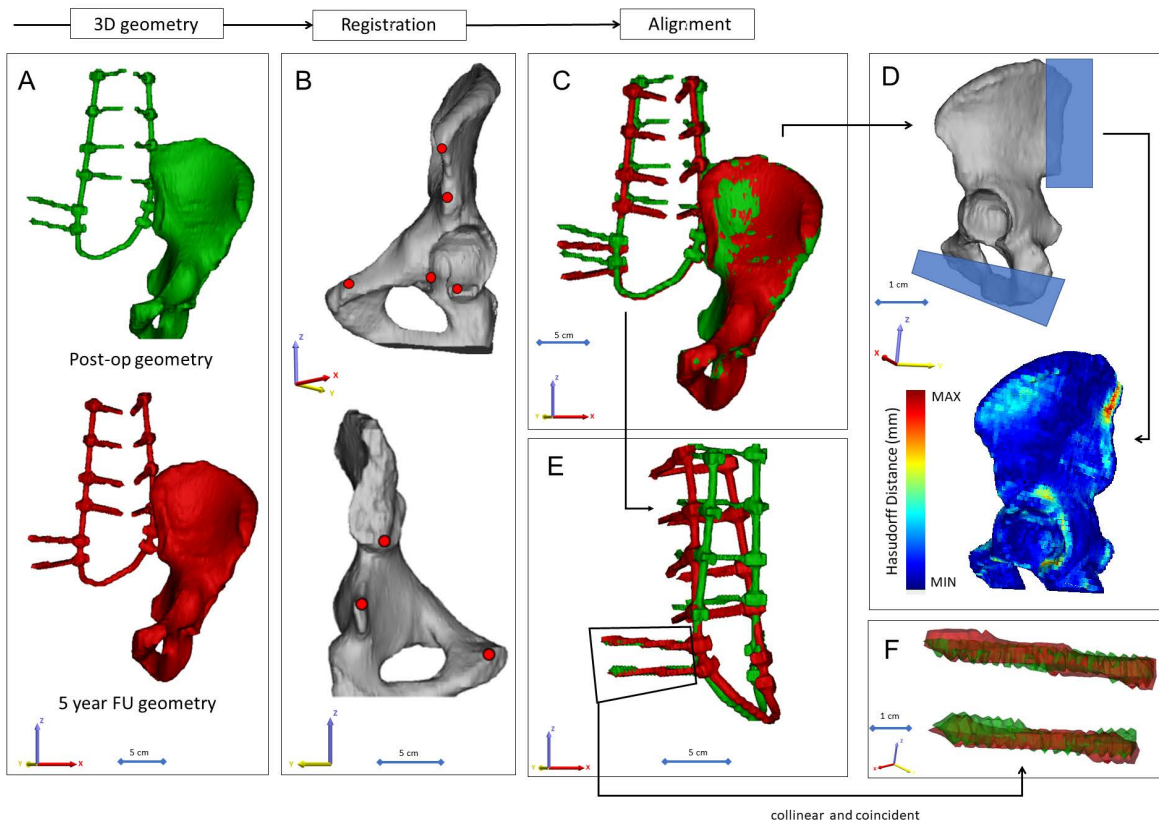 3D geometry
Registration
Alignment
A
Post-op geometry
5 year FU geometry
Z
Y
X
5 cm
B
Z
X
Y
Z
Y
5 cm
C
5 cm
Z
Y
X
D
1 cm
Z
X
Y
MAX
Hasudorff Distance (mm)
MIN
E
Z
Y
X
5 cm
F
1 cm
Z
X
collinear and coincident